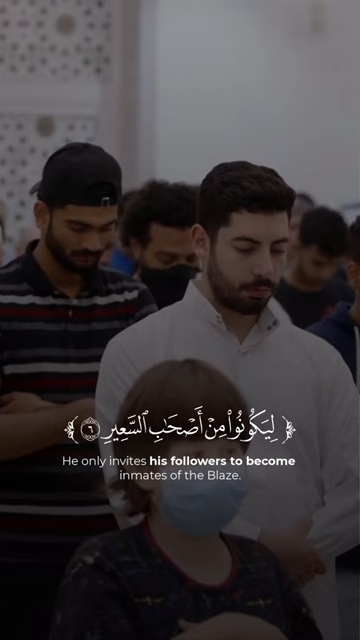 ﴿ لِيَكُونُوا۟ مِنْ أَصْحَـٰبِ ٱلسَّعِيرِ ٦ ﴾
He only invites his followers to become
inmates of the Blaze.